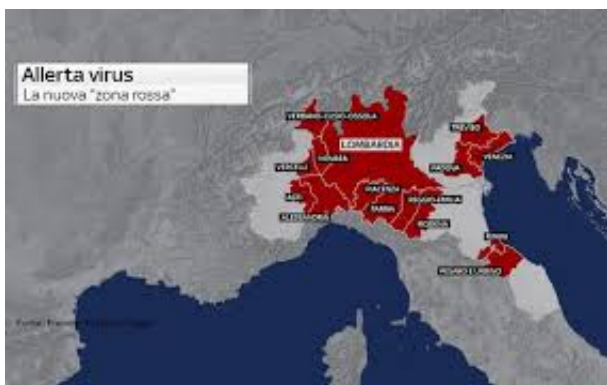 Allerta virus
La nuova "zona rossa"
VERBANO-CUSIO-OSSOLA
TREVISO
LOMBARDIA
NOVARA
VENEZIA
VERCELLI
PADOVA
PIACENZA
ASTI
REGGIO-EMILIA
PARMA
ALESSANDRIA
MODENA
RIMINI
PESARO E URBINO